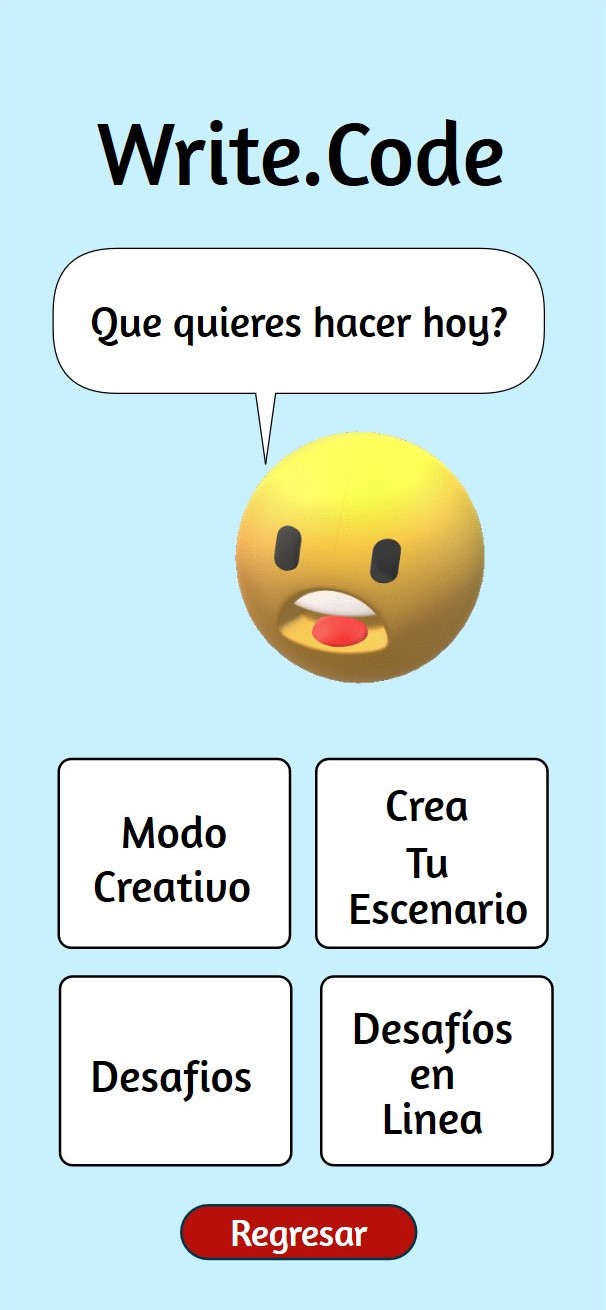 Write.Code
Que quieres hacer hoy?
Modo
Creativo
Crea
Tu
Escenario
Desafios
Desafíos
en
Linea
Regresar